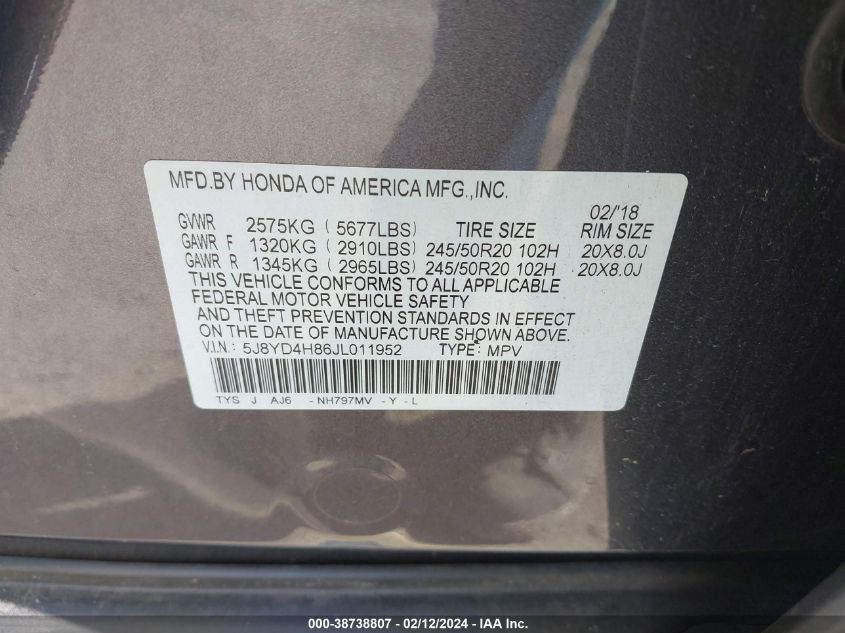 MFD.BY HONDA OF AMERICA MFG.,INC.
02/'18
GVWR 2575KG ( 5677LBS) TIRE SIZE RIM SIZE
GAWR F 1320KG ( 2910LBS) 245/50R20 102H 20X8.0J
GAWR R 1345KG ( 2965LBS) 245/50R20 102H 20X8.0J
THIS VEHICLE CONFORMS TO ALL APPLICABLE
FEDERAL MOTOR VEHICLE SAFETY
AND THEFT PREVENTION STANDARDS IN EFFECT
ON THE DATE OF MANUFACTURE SHOWN ABOVE.
V.I.N.: 5J8YD4H86JL011952 TYPE: MPV
TYS J AJ6 -NH797MV -Y-L
000-38738807 - 02/12/2024 - IAA Inc.